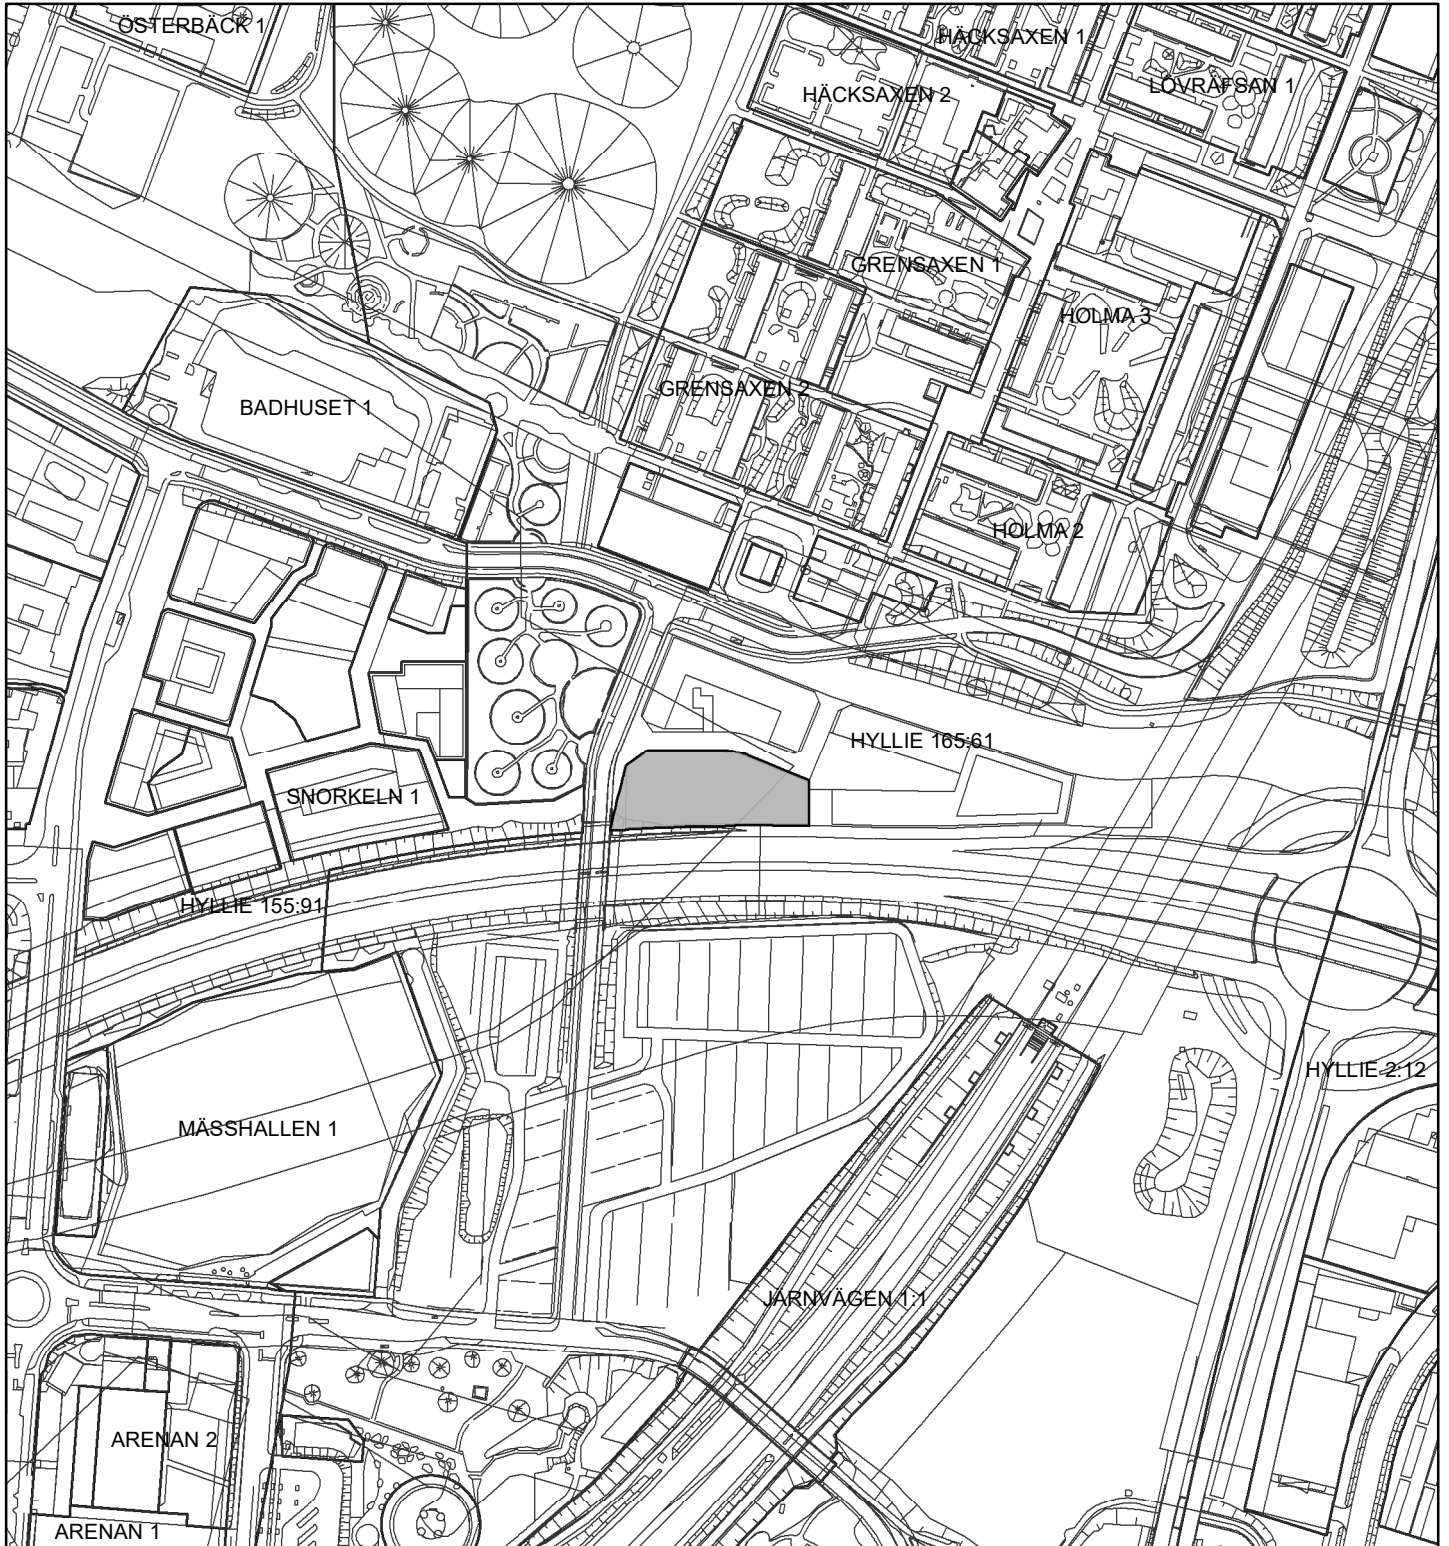 ÖSTERBÄCK 1
HÄCKSAXEN 1
LÖVRÄFSAN 1
HÄCKSAXEN 2
GRENSAXEN 1
HOLMA 3
GRENSAXEN 2
BADHUSET 1
HOLMA 2
HYLLIE 165:61
SNORKELN 1
HYLLIE 155:91
HYLLIE 2:12
MÄSSHALLEN 1
JÄRNVÄGEN 1:1
ARENAN 2
ARENAN 1